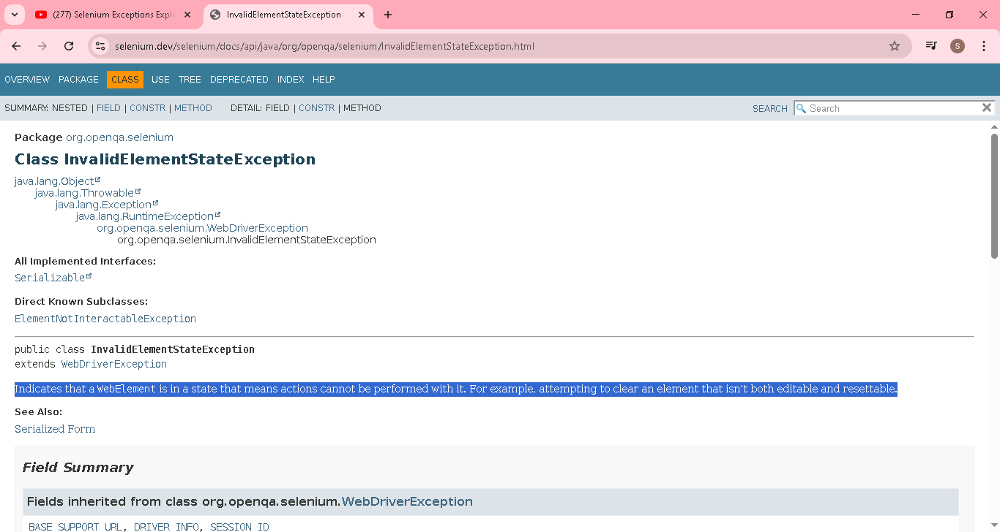 (277) Selenium Exceptions Expla
InvalidElementStateException
selenium.dev/selenium/docs/api/java/org/openqa/selenium/InvalidElementStateException.html
S
OVERVIEW PACKAGE CLASS USE TREE DEPRECATED INDEX HELP
SUMMARY: NESTED | FIELD | CONSTR | METHOD DETAIL: FIELD | CONSTR | METHOD
SEARCH Search
Package org.openqa.selenium
Class InvalidElementStateException
java.lang.Object
java.lang.Throwable
java.lang.Exception
java.lang.RuntimeException
org.openqa.selenium.WebDriverException
org.openqa.selenium.InvalidElementStateException
All Implemented Interfaces:
Serializable
Direct Known Subclasses:
ElementNotInteractableException
public class InvalidElementStateException
extends WebDriverException
Indicates that a WebElement is in a state that means actions cannot be performed with it. For example, attempting to clear an element that isn’t both editable and resettable.
See Also:
Serialized Form
Field Summary
Fields inherited from class org.openqa.selenium.WebDriverException
BASE_SUPPORT_URL, DRIVER_INFO, SESSION_ID